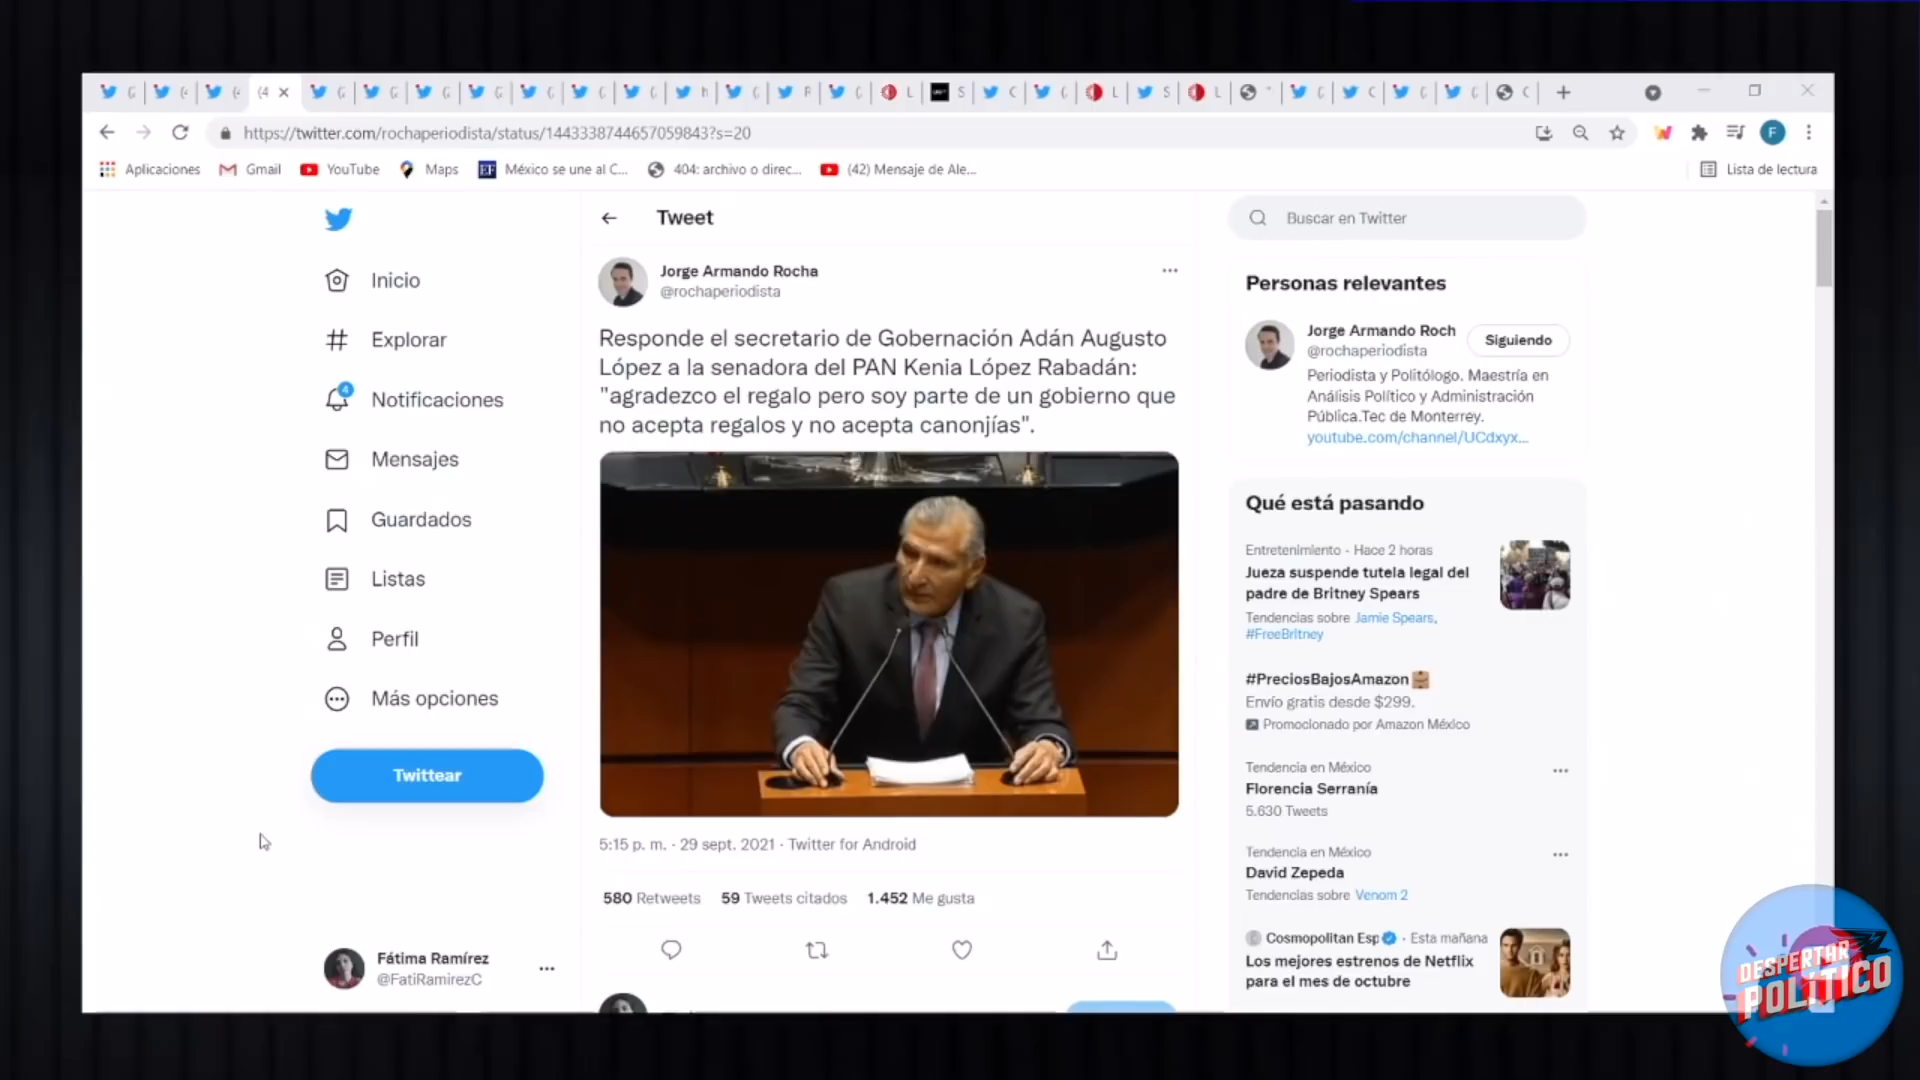 https://twitter.com/rochaperiodista/status/1443338744657059843?s=20
Aplicaciones
Gmail
YouTube
Maps
México se une al C...
404: archivo o direc...
(42) Mensaje de Ale...
Lista de lectura
Inicio
Explorar
4
Notificaciones
Mensajes
Guardados
Listas
Perfil
Más opciones
Twittear
Fátima Ramírez
@FatiRamirezC
Tweet
Jorge Armando Rocha
@rochaperiodista
Responde el secretario de Gobernación Adán Augusto
López a la senadora del PAN Kenia López Rabadán:
"agradezco el regalo pero soy parte de un gobierno que
no acepta regalos y no acepta canonjías".
5:15 p. m. · 29 sept. 2021 · Twitter for Android
580 Retweets 59 Tweets citados 1.452 Me gusta
Buscar en Twitter
Personas relevantes
Jorge Armando Roch
@rochaperiodista
Siguiendo
Periodista y Politólogo. Maestría en
Análisis Político y Administración
Pública.Tec de Monterrey.
youtube.com/channel/UCdxyx...
Qué está pasando
Entretenimiento · Hace 2 horas
Jueza suspende tutela legal del
padre de Britney Spears
Tendencias sobre Jamie Spears,
#FreeBritney
#PreciosBajosAmazon
Envío gratis desde $299.
Promocionado por Amazon México
Tendencia en México
Florencia Serranía
5.630 Tweets
Tendencia en México
David Zepeda
Tendencias sobre Venom 2
Cosmopolitan Esp · Esta mañana
Los mejores estrenos de Netflix
para el mes de octubre
DESPERTAR
POLÍTICO